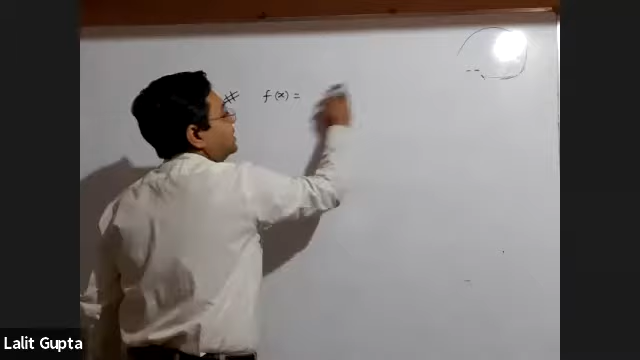 # f(x) =
Lalit Gupta